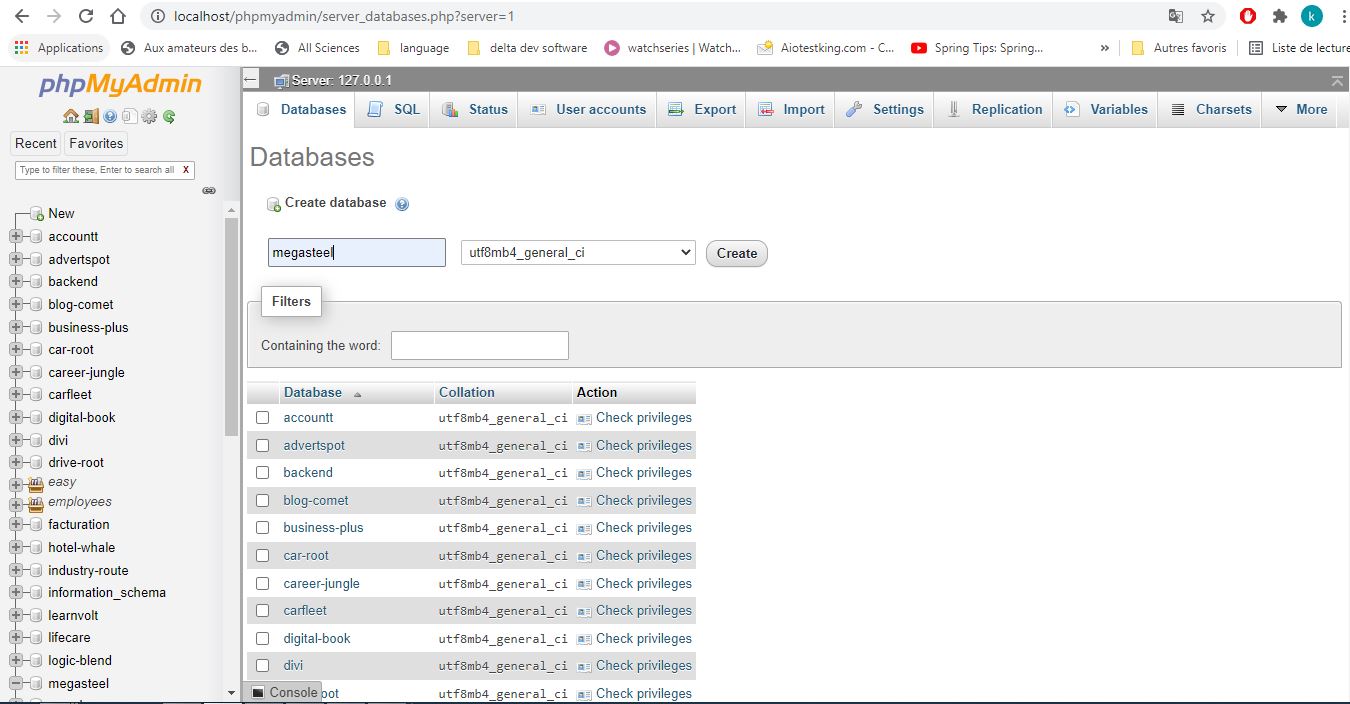 localhost/phpmyadmin/server_databases.php?server=1
k
Applications
Aux amateurs des b...
All Sciences
language
delta dev software
watchseries | Watch...
Aiotestking.com - C...
Spring Tips: Spring...
»
Autres favoris
Liste de lecture
phpMyAdmin
Recent
Favorites
Type to filter these, Enter to search all
X
New
accountt
advertspot
backend
blog-comet
business-plus
car-root
career-jungle
carfleet
digital-book
divi
drive-root
easy
employees
facturation
hotel-whale
industry-route
information_schema
learnvolt
lifecare
logic-blend
megasteel
Server: 127.0.0.1
Databases
SQL
Status
User accounts
Export
Import
Settings
Replication
Variables
Charsets
More
Databases
Create database
megasteel
utf8mb4_general_ci
Create
Filters
Containing the word:
Database Collation Action
accountt utf8mb4_general_ci Check privileges
advertspot utf8mb4_general_ci Check privileges
backend utf8mb4_general_ci Check privileges
blog-comet utf8mb4_general_ci Check privileges
business-plus utf8mb4_general_ci Check privileges
car-root utf8mb4_general_ci Check privileges
career-jungle utf8mb4_general_ci Check privileges
carfleet utf8mb4_general_ci Check privileges
digital-book utf8mb4_general_ci Check privileges
divi utf8mb4_general_ci Check privileges
oot utf8mb4_general_ci Check privileges
Console